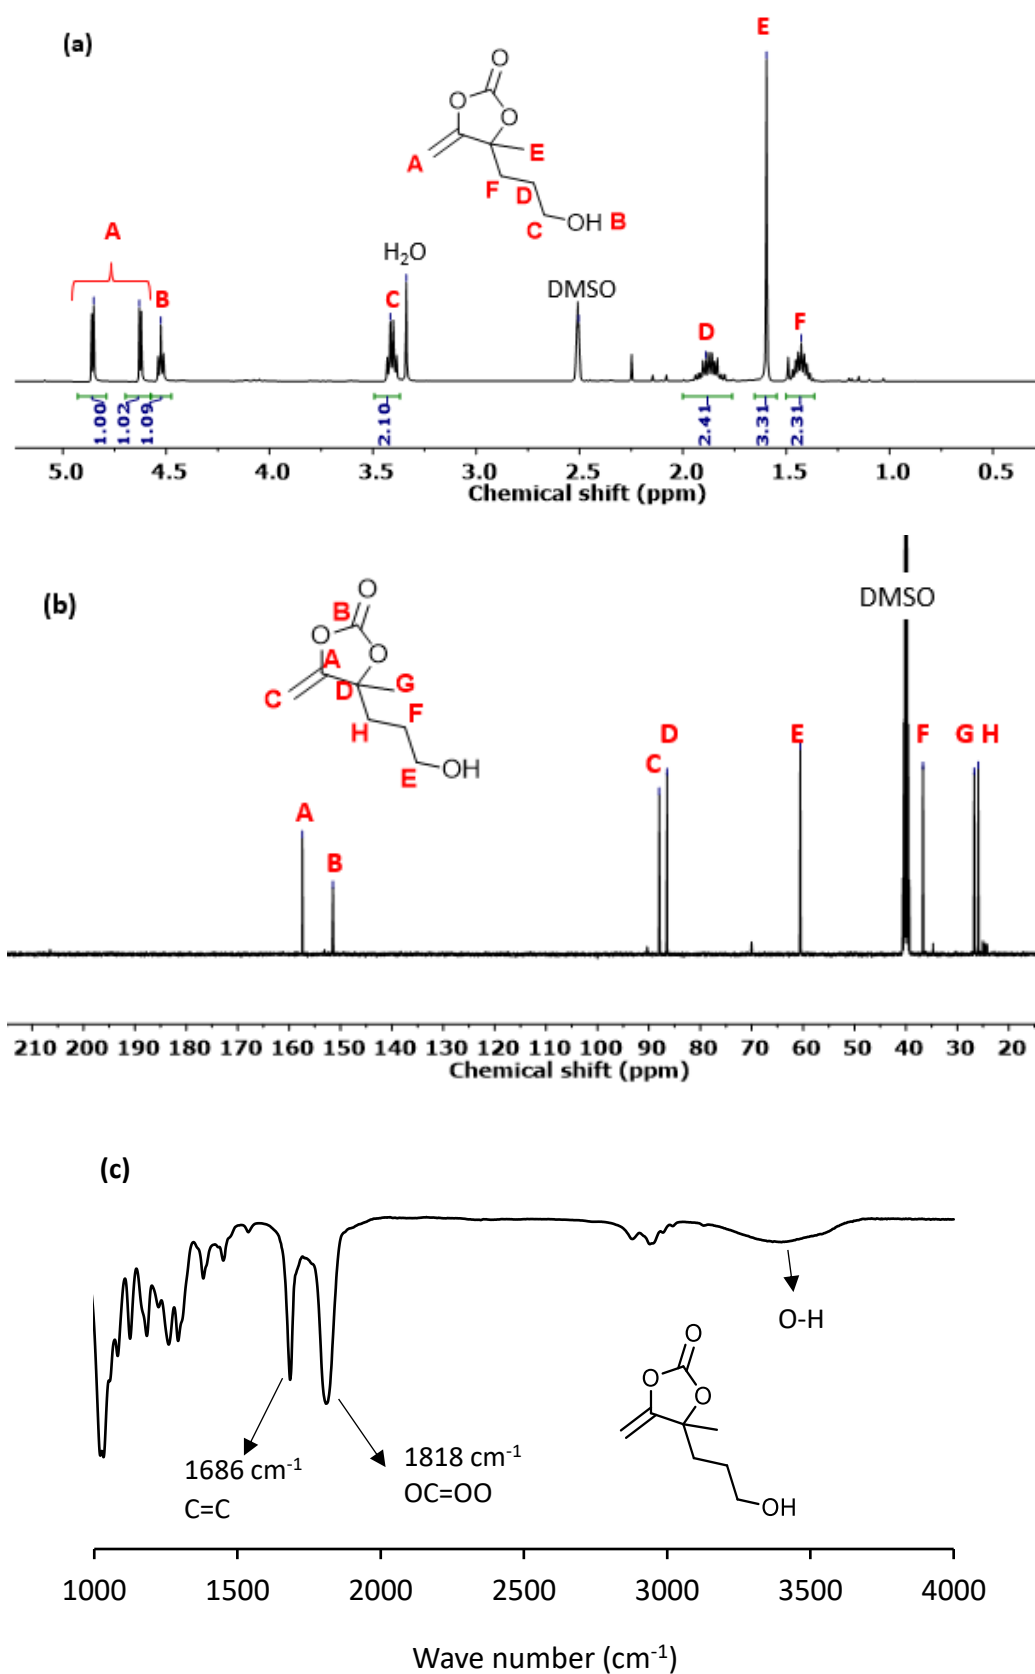 (a)
E
O
O
O
A
E
F
D
OH B
C
A
H2O
B
C
DMSO
D
F
1.00
1.02
1.09
2.10
2.41
3.31
2.31
5.0 4.5 4.0 3.5 3.0 2.5 2.0 1.5 1.0 0.5
Chemical shift (ppm)
(b)
DMSO
O
B
O
O
A
C
D
G
F
H
E
OH
A
B
C
D
E
F
G H
210 200 190 180 170 160 150 140 130 120 110 100 90 80 70 60 50 40 30 20
Chemical shift (ppm)
(c)
O-H
O
O
O
OH
1686 cm-1
C=C
1818 cm-1
OC=OO
1000 1500 2000 2500 3000 3500 4000
Wave number (cm-1)